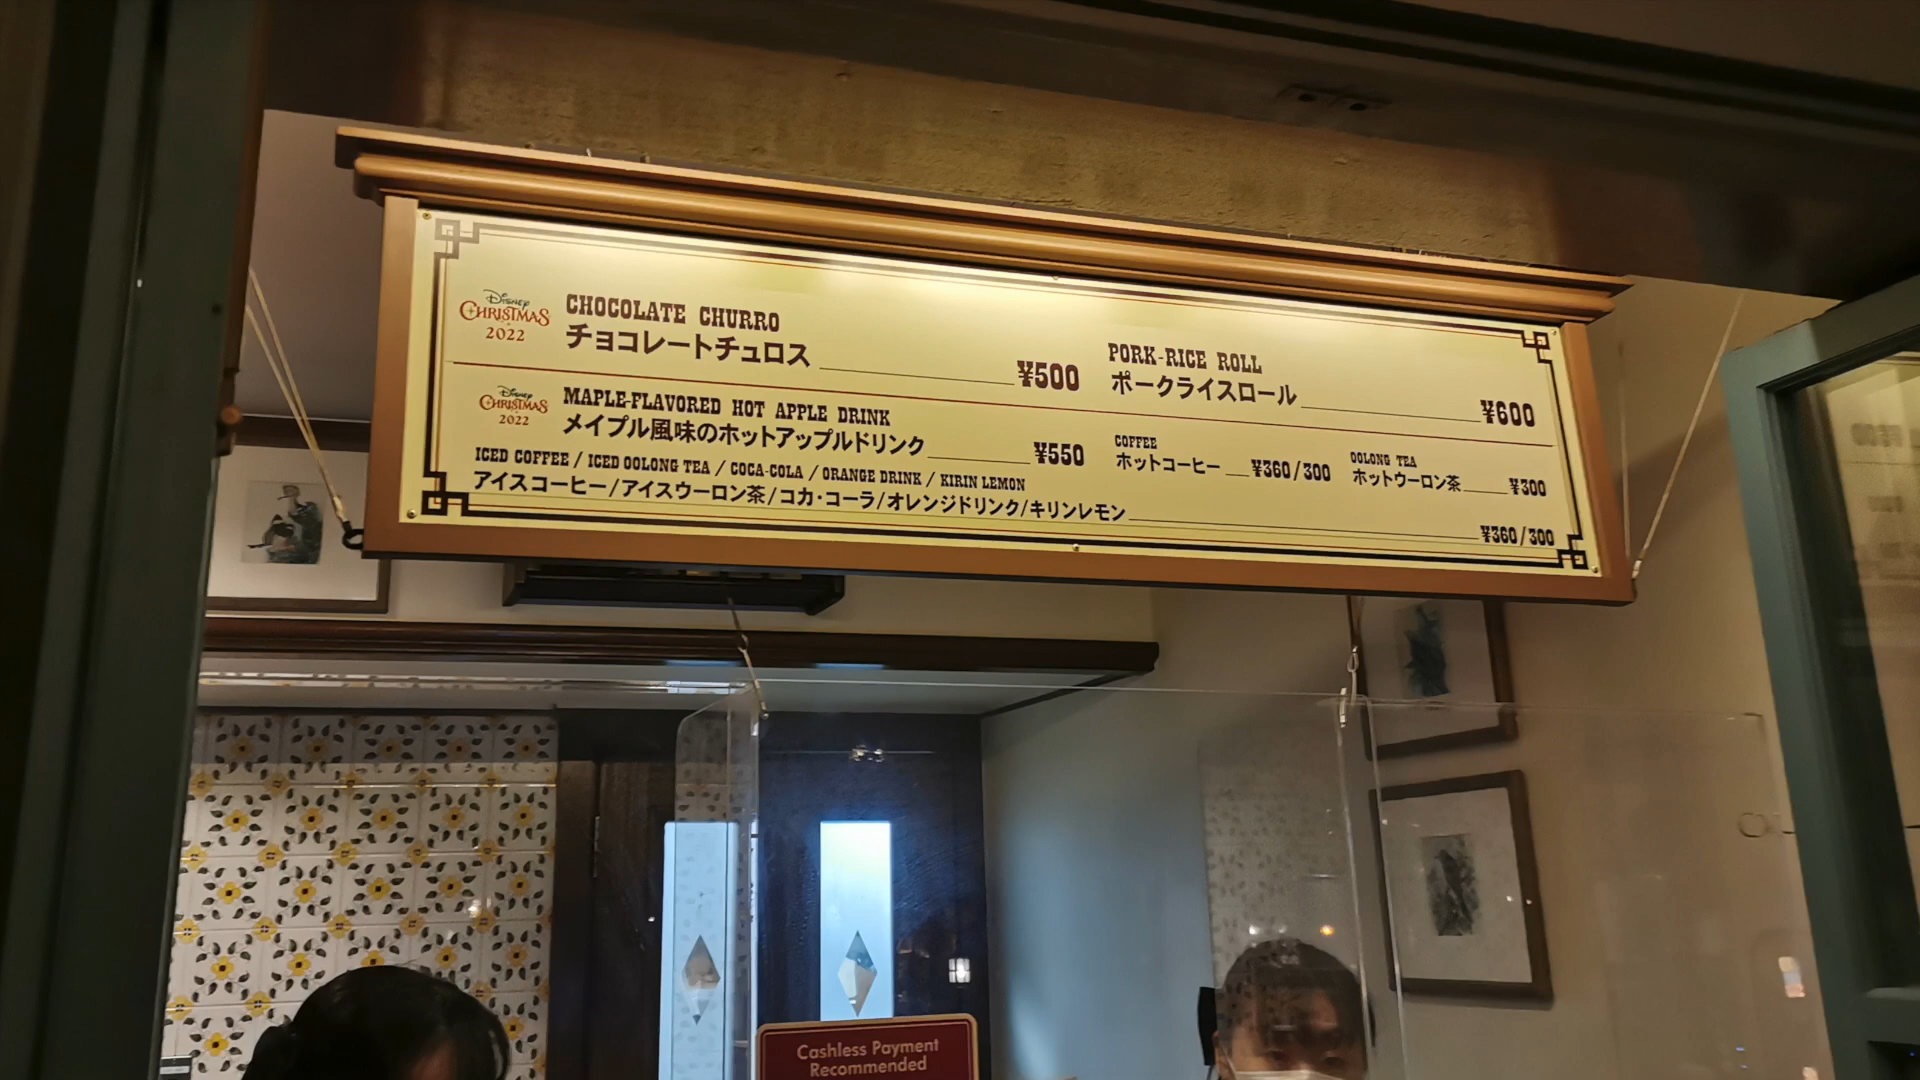 Disney
CHRISTMAS
2022
CHOCOLATE CHURRO
チョコレートチュロス ¥500
PORK-RICE ROLL
ポークライスロール ¥600
Disney
CHRISTMAS
2022
MAPLE-FLAVORED HOT APPLE DRINK
メイプル風味のホットアップルドリンク ¥550
COFFEE
ホットコーヒー ¥360/300
OOLONG TEA
ホットウーロン茶 ¥300
ICED COFFEE / ICED OOLONG TEA / COCA-COLA / ORANGE DRINK / KIRIN LEMON
アイスコーヒー/アイスウーロン茶/コカ・コーラ/オレンジドリンク/キリンレモン ¥360/300
Cashless Payment
Recommended